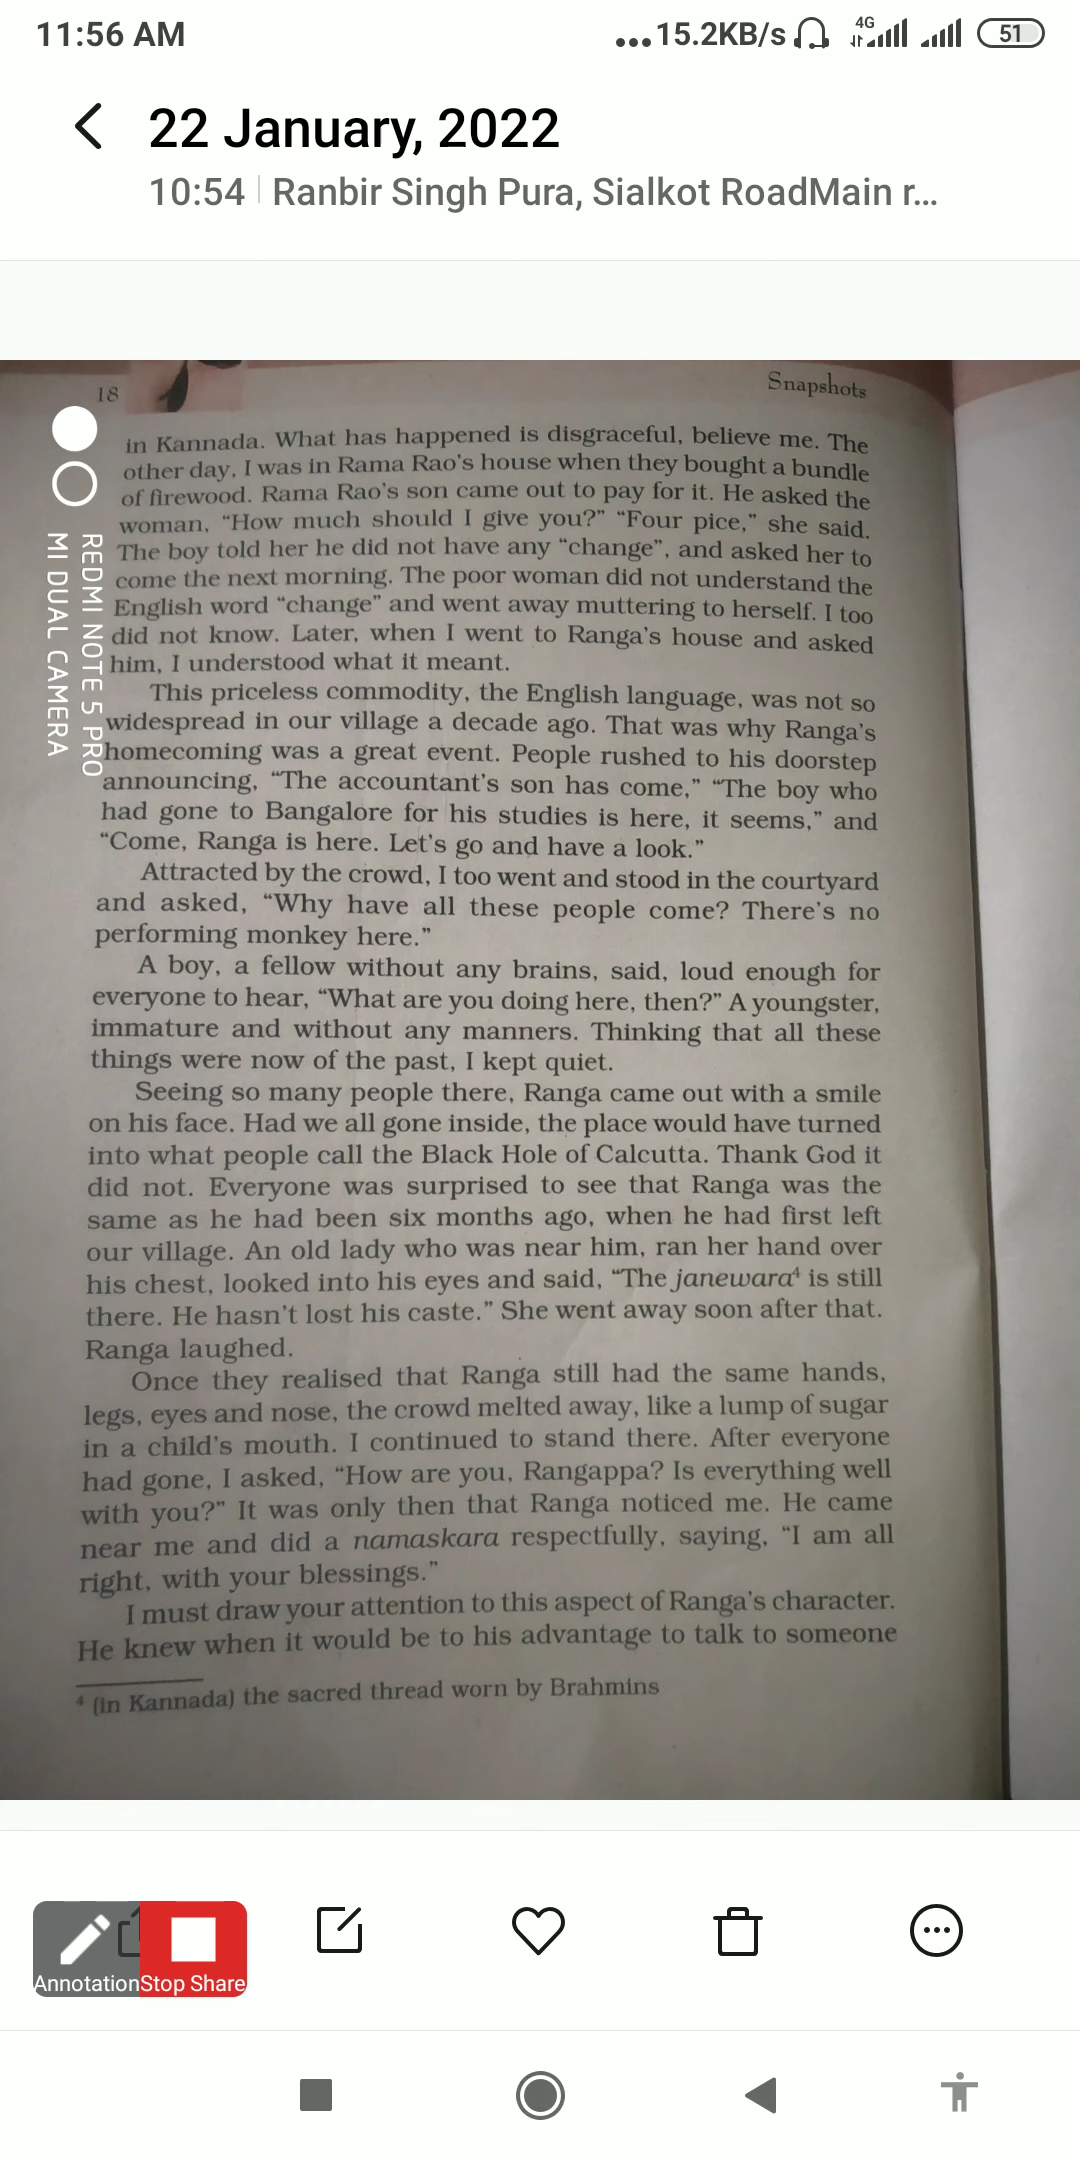 11:56 AM
...15.2KB/s 4G 51
22 January, 2022
10:54 | Ranbir Singh Pura, Sialkot RoadMain r...
18
Snapshots
in Kannada. What has happened is disgraceful, believe me. The
other day, I was in Rama Rao's house when they bought a bundle
of firewood. Rama Rao's son came out to pay for it. He asked the
woman, “How much should I give you?” “Four pice,” she said.
The boy told her he did not have any “change”, and asked her to
come the next morning. The poor woman did not understand the
English word “change” and went away muttering to herself. I too
did not know. Later, when I went to Ranga's house and asked
him, I understood what it meant.
This priceless commodity, the English language, was not so
widespread in our village a decade ago. That was why Ranga's
homecoming was a great event. People rushed to his doorstep
announcing, “The accountant's son has come,” “The boy who
had gone to Bangalore for his studies is here, it seems,” and
“Come, Ranga is here. Let's go and have a look.”
Attracted by the crowd, I too went and stood in the courtyard
and asked, “Why have all these people come? There's no
performing monkey here.”
A boy, a fellow without any brains, said, loud enough for
everyone to hear, “What are you doing here, then?” A youngster,
immature and without any manners. Thinking that all these
things were now of the past, I kept quiet.
Seeing so many people there, Ranga came out with a smile
on his face. Had we all gone inside, the place would have turned
into what people call the Black Hole of Calcutta. Thank God it
did not. Everyone was surprised to see that Ranga was the
same as he had been six months ago, when he had first left
our village. An old lady who was near him, ran her hand over
his chest, looked into his eyes and said, “The janewara⁴ is still
there. He hasn't lost his caste.” She went away soon after that.
Ranga laughed.
Once they realised that Ranga still had the same hands,
legs, eyes and nose, the crowd melted away, like a lump of sugar
in a child's mouth. I continued to stand there. After everyone
had gone, I asked, “How are you, Rangappa? Is everything well
with you?” It was only then that Ranga noticed me. He came
near me and did a namaskara respectfully, saying, “I am all
right, with your blessings.”
I must draw your attention to this aspect of Ranga's character.
He knew when it would be to his advantage to talk to someone
⁴ (in Kannada) the sacred thread worn by Brahmins
REDMI NOTE 5 PRO
MI DUAL CAMERA
Annotation
Stop Share